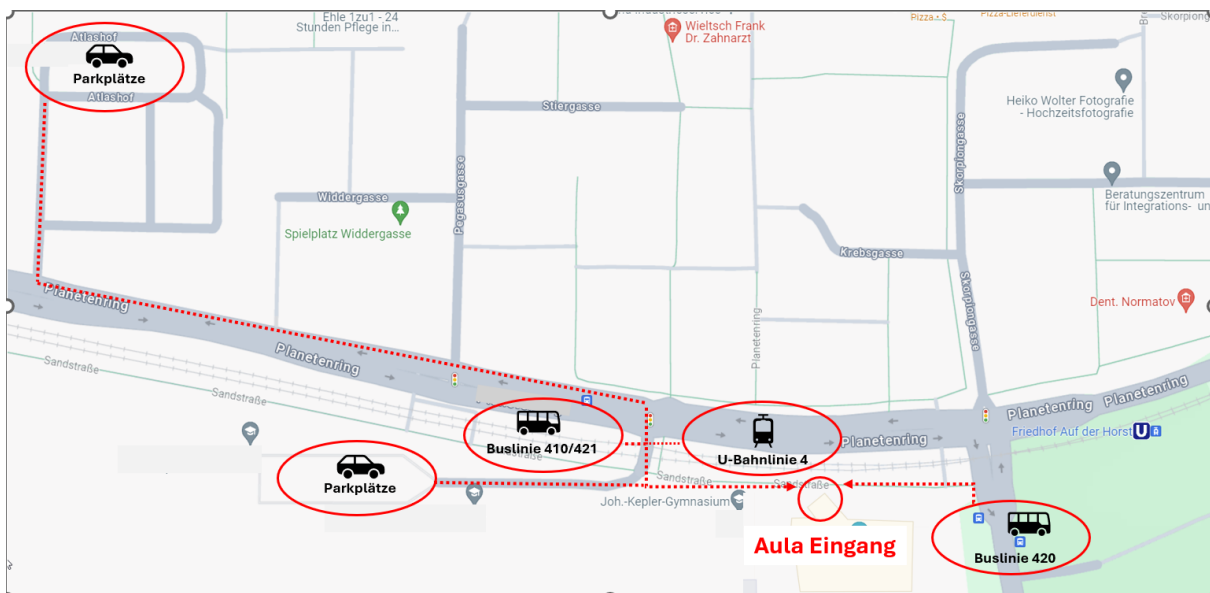 Ehle 1zu1 - 24
Stunden Pflege in...
Wieltsch Frank
Dr. Zahnarzt
Pizza • $
Pizza-Lieferdienst
Skorpiong
Atlashof
Parkplätze
Atlashof
Stiergasse
Heiko Wolter Fotografie
- Hochzeitsfotografie
Skorpiongasse
Pegasusgasse
Widdergasse
Spielplatz Widdergasse
Beratungszentrum
für Integrations- un
Krebsgasse
Skorpiongasse
Dent. Normatov
Planetenring
Planetenring
Planetenring
Sandstraße
Sandstraße
Planetenring Planetenring
Friedhof Auf der Horst U
Buslinie 410/421
U-Bahnlinie 4
Planetenring
Parkplätze
Sandstraße
Sandstraße
Joh.-Kepler-Gymnasium
Aula Eingang
Buslinie 420